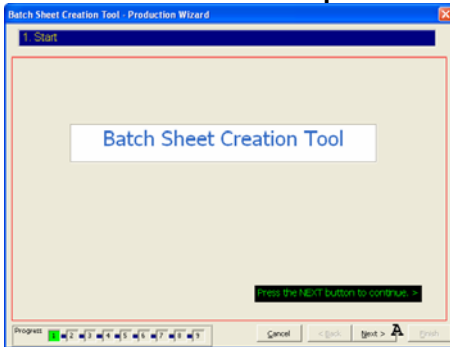 Batch Sheet Creation Tool - Production Wizard
1. Start
Batch Sheet Creation Tool
Press the NEXT button to continue. >
Progress 1 2 3 4 5 6 7 8 9 Cancel < Back Next > A Finish